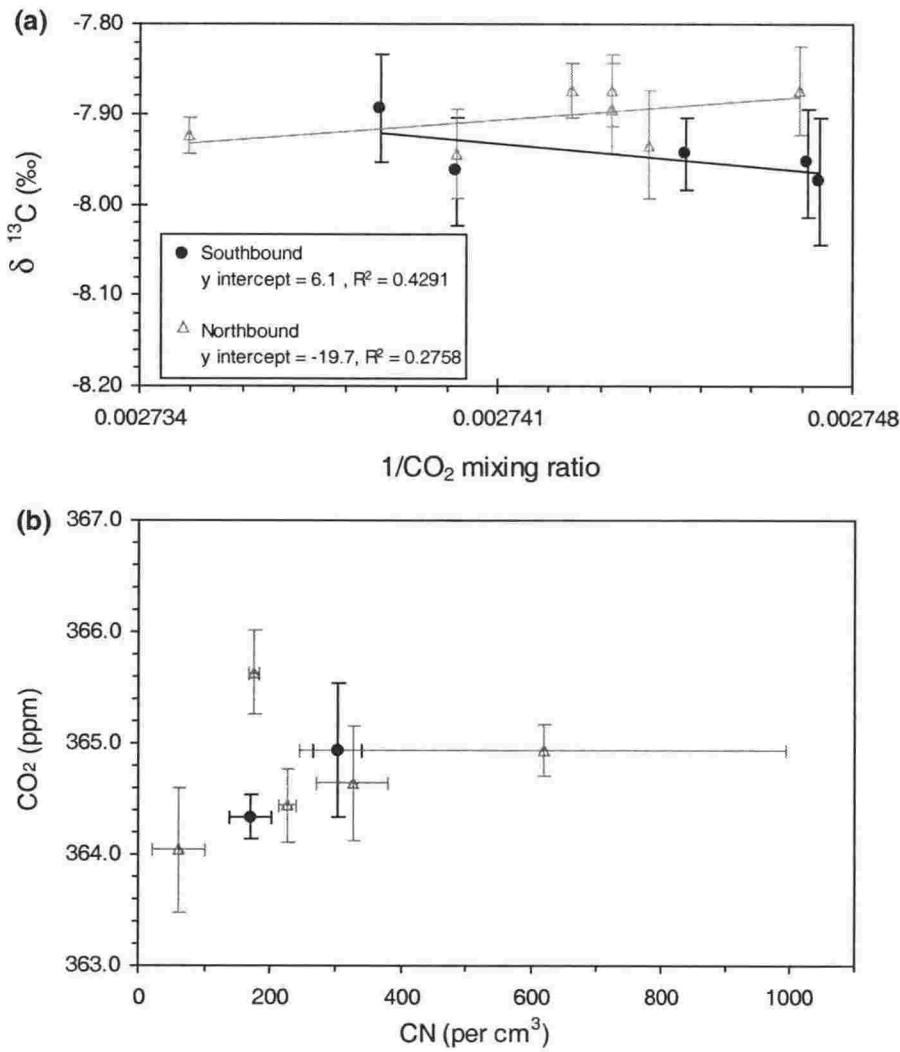 (a)
-7.80
-7.90
-8.00
-8.10
-8.20
δ ¹³C (‰)
Southbound
y intercept = 6.1 , R² = 0.4291
Northbound
y intercept = -19.7, R² = 0.2758
0.002734 0.002741 0.002748
1/CO₂ mixing ratio
(b)
367.0
366.0
365.0
364.0
363.0
CO₂ (ppm)
0 200 400 600 800 1000
CN (per cm³)